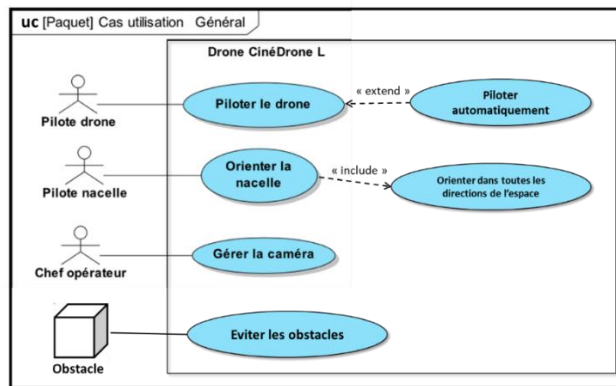 uc [Paquet] Cas utilisation Général
Drone CinéDrone L
Pilote drone
Piloter le drone
« extend »
Piloter
automatiquement
Pilote nacelle
Orienter la
nacelle
« include »
Orienter dans toutes les
directions de l'espace
Chef opérateur
Gérer la caméra
Obstacle
Eviter les obstacles